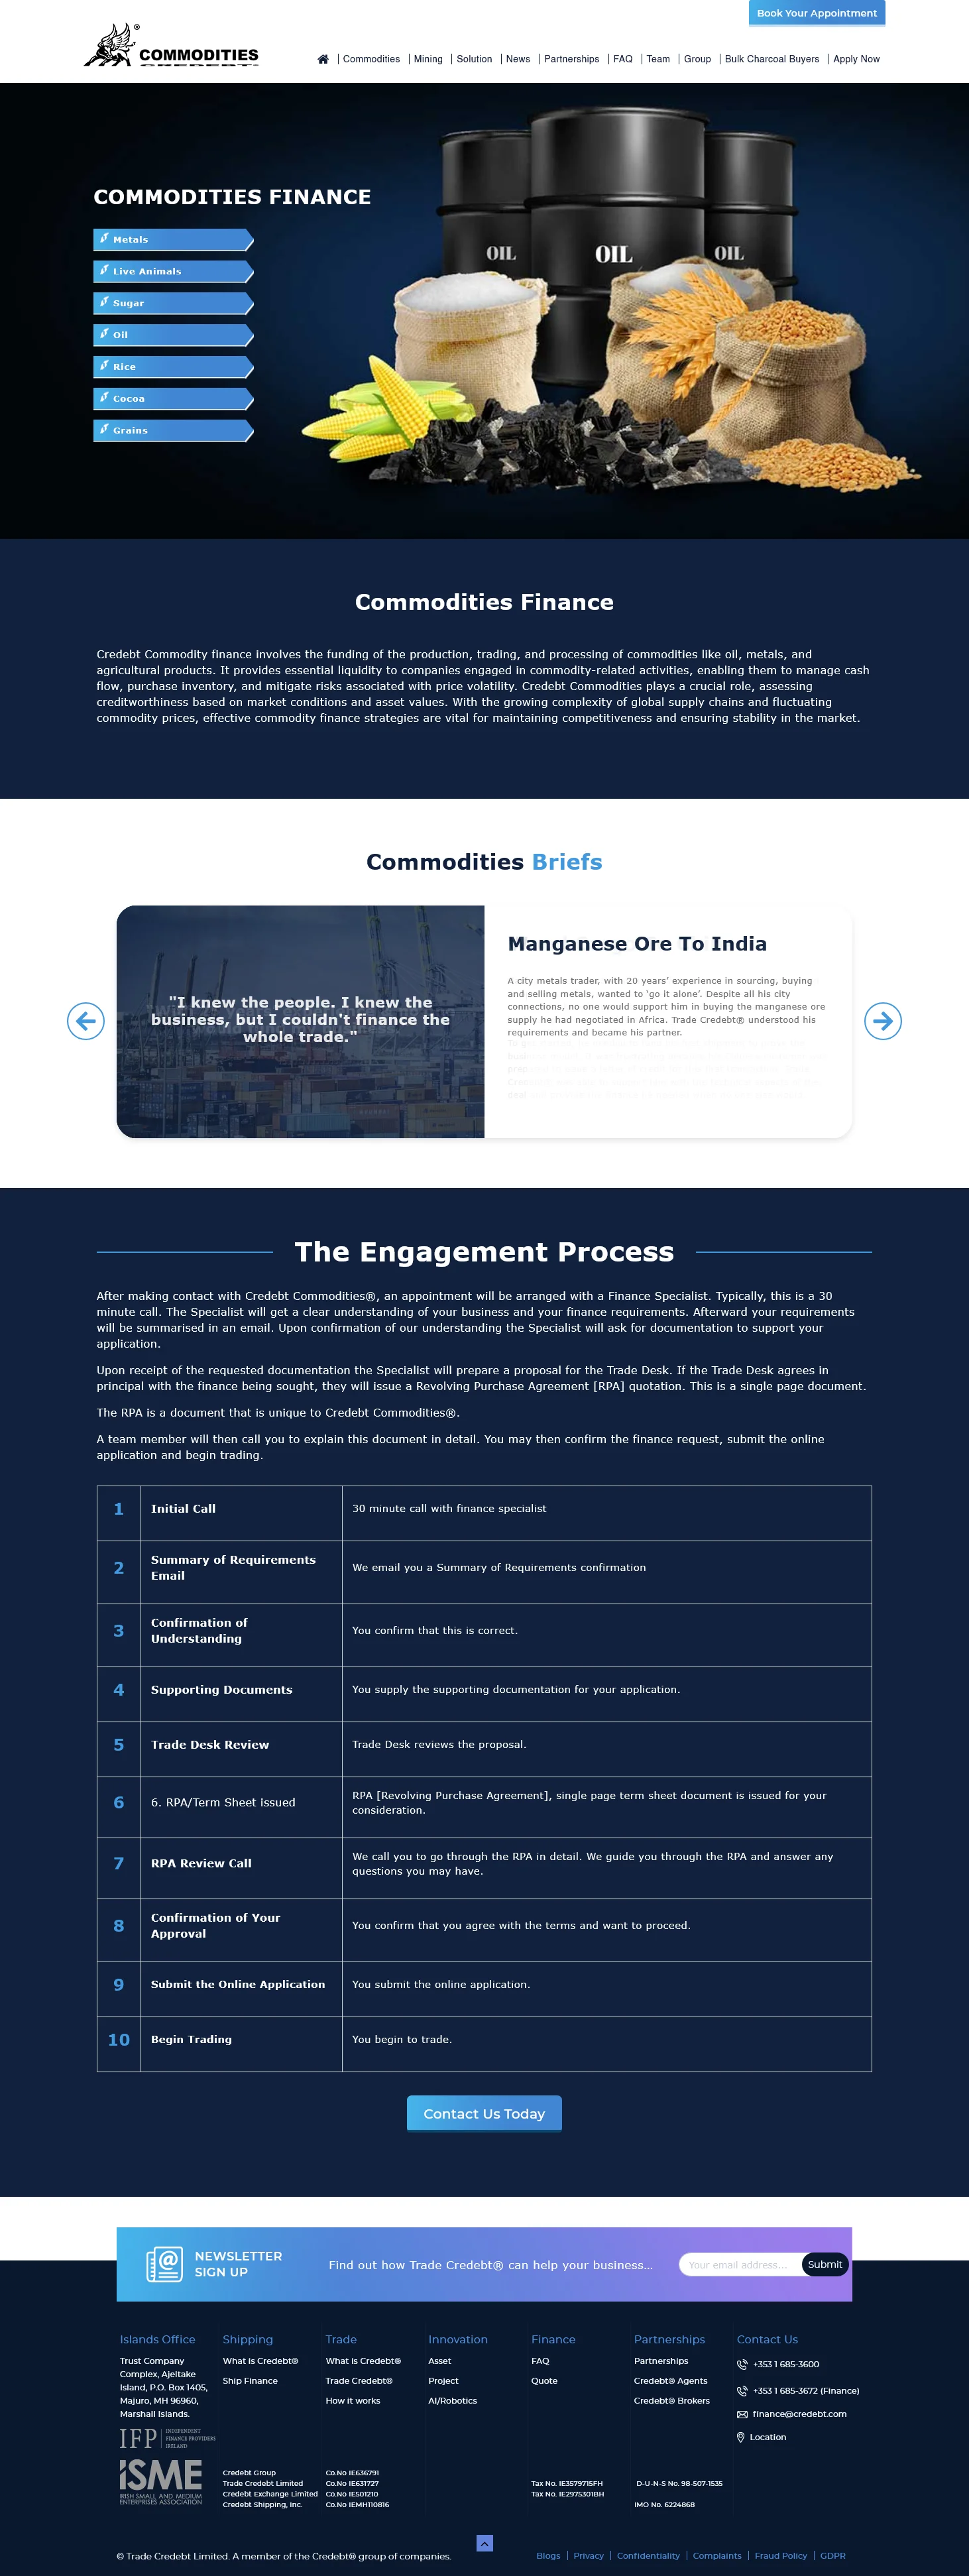 Book Your Appointment
®
COMMODITIES
Commodities
Mining
Solution
News
Partnerships
FAQ
Team
Group
Bulk Charcoal Buyers
Apply Now
COMMODITIES FINANCE
Metals
Live Animals
Sugar
Oil
Rice
Cocoa
Grains
OIL
OIL
OIL
Commodities Finance
Credebt Commodity finance involves the funding of the production, trading, and processing of commodities like oil, metals, and
agricultural products. It provides essential liquidity to companies engaged in commodity-related activities, enabling them to manage cash
flow, purchase inventory, and mitigate risks associated with price volatility. Credebt Commodities plays a crucial role, assessing
creditworthiness based on market conditions and asset values. With the growing complexity of global supply chains and fluctuating
commodity prices, effective commodity finance strategies are vital for maintaining competitiveness and ensuring stability in the market.
Commodities Briefs
"I knew the people. I knew the
business, but I couldn't finance the
whole trade."
Manganese Ore To India
A city metals trader, with 20 years’ experience in sourcing, buying
and selling metals, wanted to ‘go it alone’. Despite all his city
connections, no one would support him in buying the manganese ore
supply he had negotiated in Africa. Trade Credebt® understood his
requirements and became his partner.
The Engagement Process
After making contact with Credebt Commodities®, an appointment will be arranged with a Finance Specialist. Typically, this is a 30
minute call. The Specialist will get a clear understanding of your business and your finance requirements. Afterward your requirements
will be summarised in an email. Upon confirmation of our understanding the Specialist will ask for documentation to support your
application.
Upon receipt of the requested documentation the Specialist will prepare a proposal for the Trade Desk. If the Trade Desk agrees in
principal with the finance being sought, they will issue a Revolving Purchase Agreement [RPA] quotation. This is a single page document.
The RPA is a document that is unique to Credebt Commodities®.
A team member will then call you to explain this document in detail. You may then confirm the finance request, submit the online
application and begin trading.
1
Initial Call
30 minute call with finance specialist
2
Summary of Requirements
Email
We email you a Summary of Requirements confirmation
3
Confirmation of
Understanding
You confirm that this is correct.
4
Supporting Documents
You supply the supporting documentation for your application.
5
Trade Desk Review
Trade Desk reviews the proposal.
6
6. RPA/Term Sheet issued
RPA [Revolving Purchase Agreement], single page term sheet document is issued for your
consideration.
7
RPA Review Call
We call you to go through the RPA in detail. We guide you through the RPA and answer any
questions you may have.
8
Confirmation of Your
Approval
You confirm that you agree with the terms and want to proceed.
9
Submit the Online Application
You submit the online application.
10
Begin Trading
You begin to trade.
Contact Us Today
NEWSLETTER
SIGN UP
Find out how Trade Credebt® can help your business...
Your email address...
Submit
Islands Office
Trust Company
Complex, Ajeltake
Island, P.O. Box 1405,
Majuro, MH 96960,
Marshall Islands.
IFP
INDEPENDENT
FINANCE PROVIDERS
IRELAND
ISME
IRISH SMALL AND MEDIUM
ENTERPRISES ASSOCIATION
Shipping
What is Credebt®
Ship Finance
Trade
What is Credebt®
Trade Credebt®
How it works
Innovation
Asset
Project
AI/Robotics
Finance
FAQ
Quote
Partnerships
Partnerships
Credebt® Agents
Credebt® Brokers
Contact Us
+353 1 685-3600
+353 1 685-3672 (Finance)
finance@credebt.com
Location
Credebt Group
Trade Credebt Limited
Credebt Exchange Limited
Credebt Shipping, Inc.
Co.No IE636791
Co.No IE631727
Co.No IE501210
Co.No IEMH110816
Tax No. IE3579715FH
Tax No. IE2975301BH
D-U-N-S No. 98-507-1535
IMO No. 6224868
© Trade Credebt Limited. A member of the Credebt® group of companies.
Blogs
Privacy
Confidentiality
Complaints
Fraud Policy
GDPR